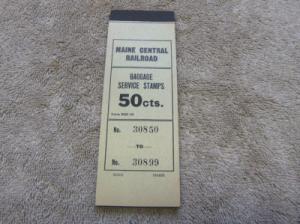 MAINE CENTRAL
RAILROAD
BAGGAGE
SERVICE STAMPS
50cts.
No. 30850
TO
No. 30899